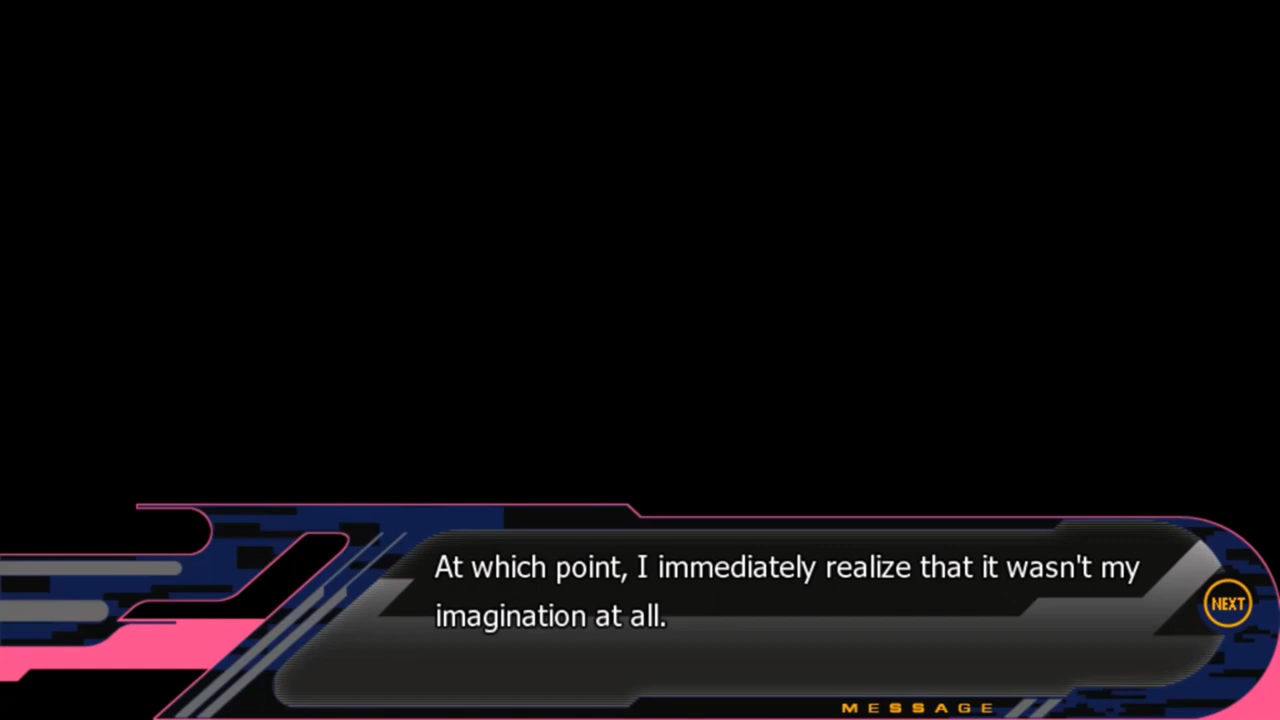 At which point, I immediately realize that it wasn't my
imagination at all.
NEXT
MESSAGE